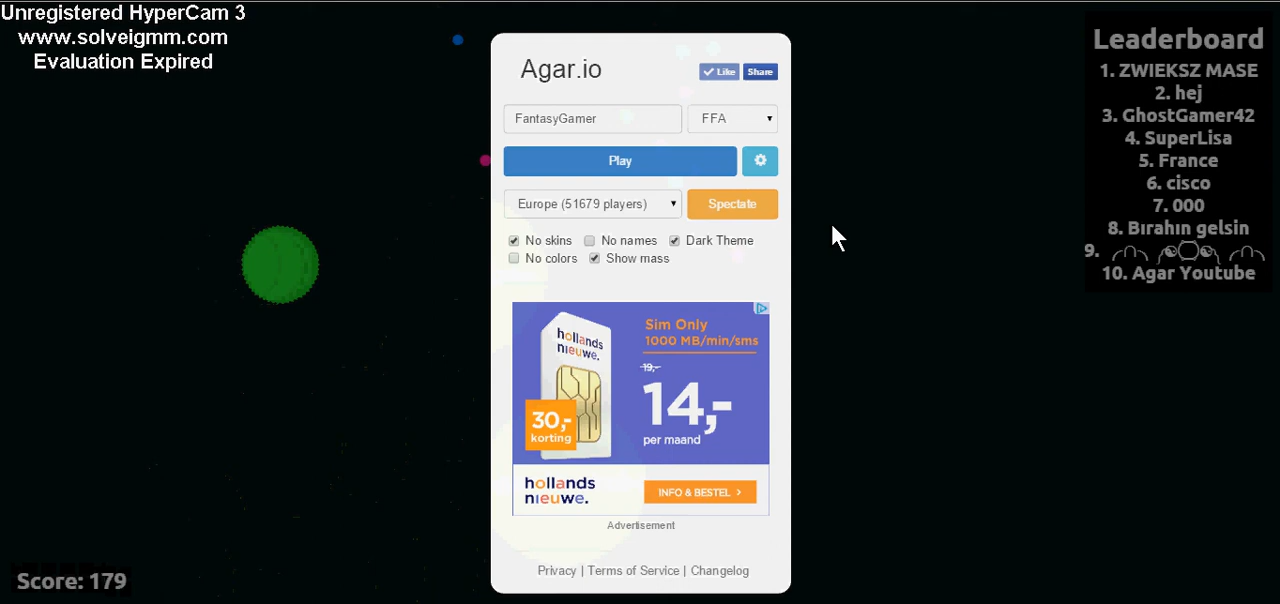 Unregistered HyperCam 3
www.solveigmm.com
Evaluation Expired
Agar.io
Like
Share
FantasyGamer
FFA
Play
Europe (51679 players)
Spectate
No skins
No names
Dark Theme
No colors
Show mass
hollands
nieuwe.
Sim Only
1000 MB/min/sms
19,-
14,-
per maand
30,-
korting
hollands
nieuwe.
INFO & BESTEL >
Advertisement
Privacy | Terms of Service | Changelog
Leaderboard
1. ZWIEKSZ MASE
2. hej
3. GhostGamer42
4. SuperLisa
5. France
6. cisco
7. 000
8. Bırahın gelsin
9.
10. Agar Youtube
Score: 179